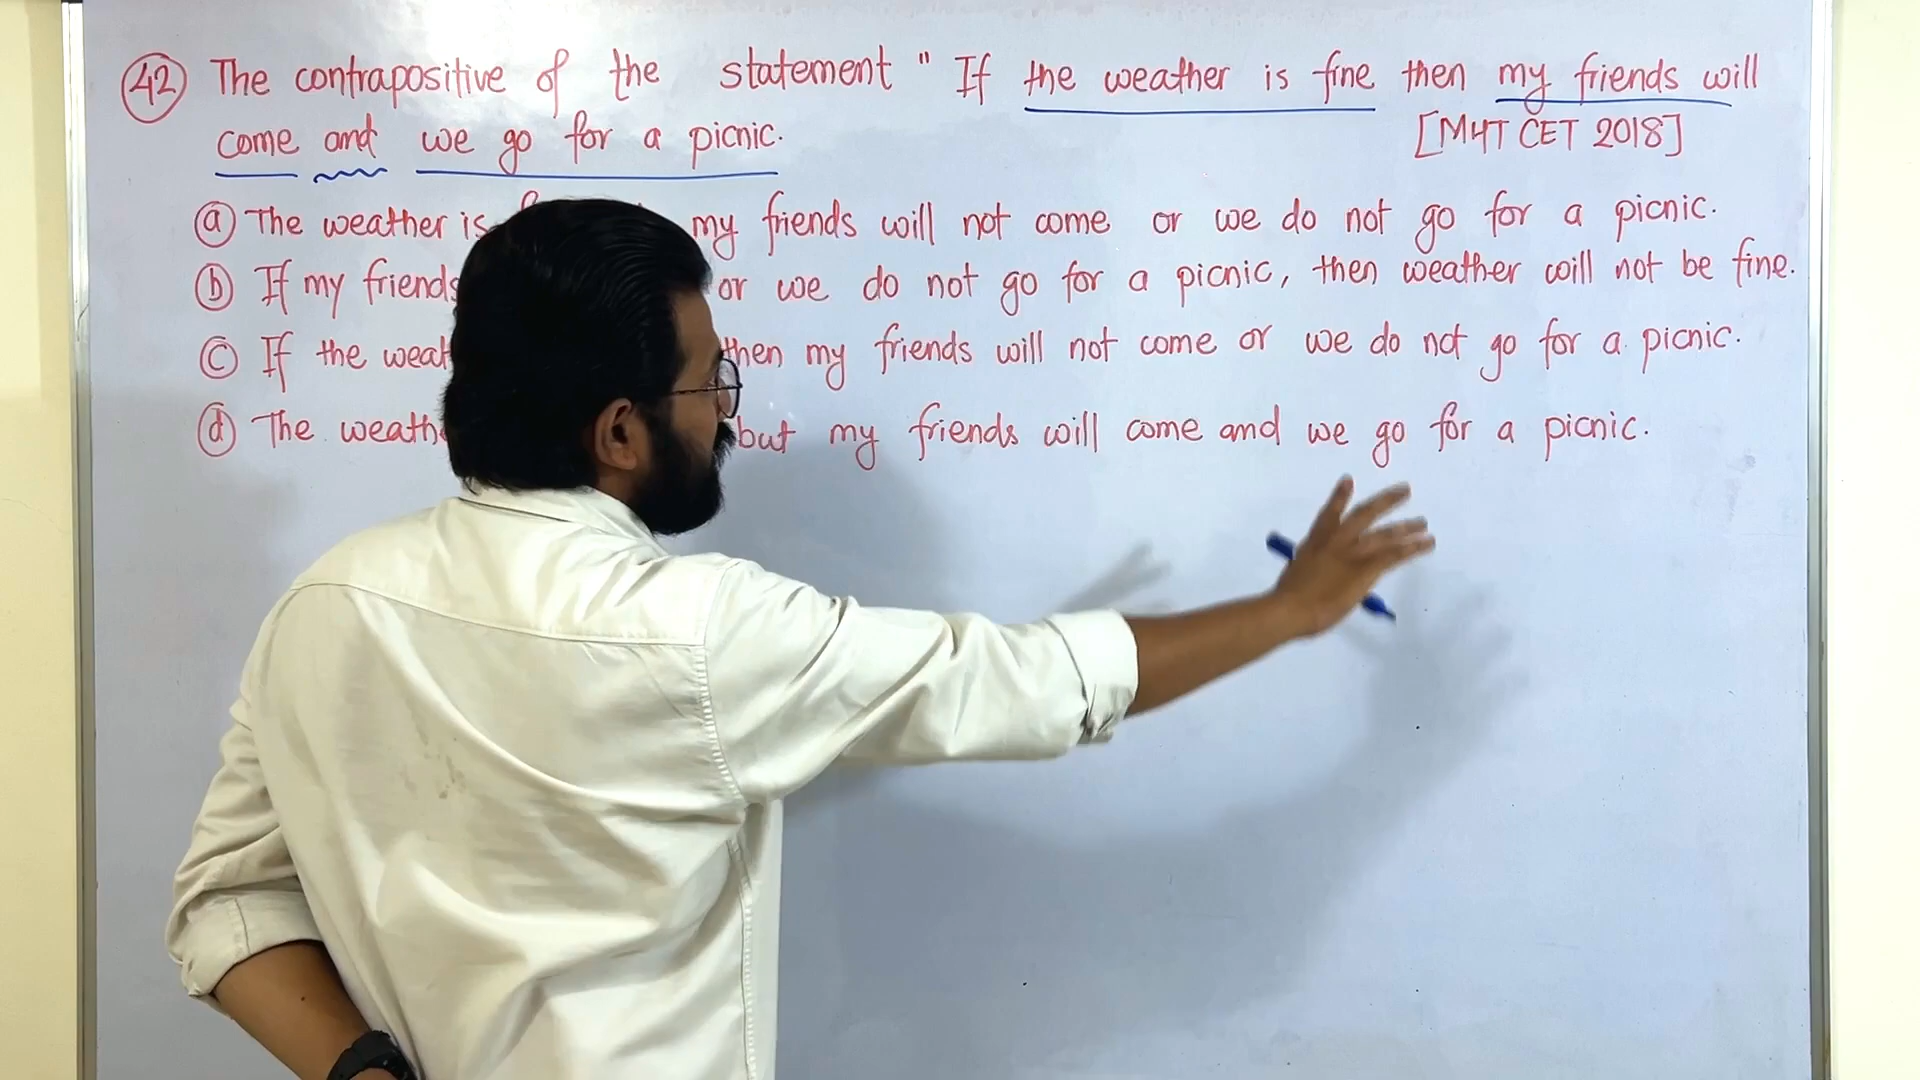 42 The contrapositive of the statement " If the weather is fine then my friends will
come and we go for a picnic.
[MHT CET 2018]
a The weather is my friends will not come or we do not go for a picnic.
b If my friends or we do not go for a picnic, then weather will not be fine.
c If the then my friends will not come or we do not go for a picnic.
d The but my friends will come and we go for a picnic.